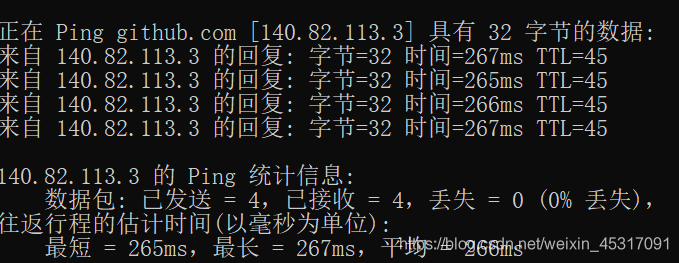 正在 Ping github.com [140.82.113.3] 具有 32 字节的数据:
来自 140.82.113.3 的回复: 字节=32 时间=267ms TTL=45
来自 140.82.113.3 的回复: 字节=32 时间=265ms TTL=45
来自 140.82.113.3 的回复: 字节=32 时间=266ms TTL=45
来自 140.82.113.3 的回复: 字节=32 时间=267ms TTL=45
140.82.113.3 的 Ping 统计信息:
数据包: 已发送 = 4, 已接收 = 4, 丢失 = 0 (0% 丢失),
往返行程的估计时间(以毫秒为单位):
最短 = 265ms, 最长 = 267ms, 平均 = 266ms
https://blog.csdn.net/weixin_45317091